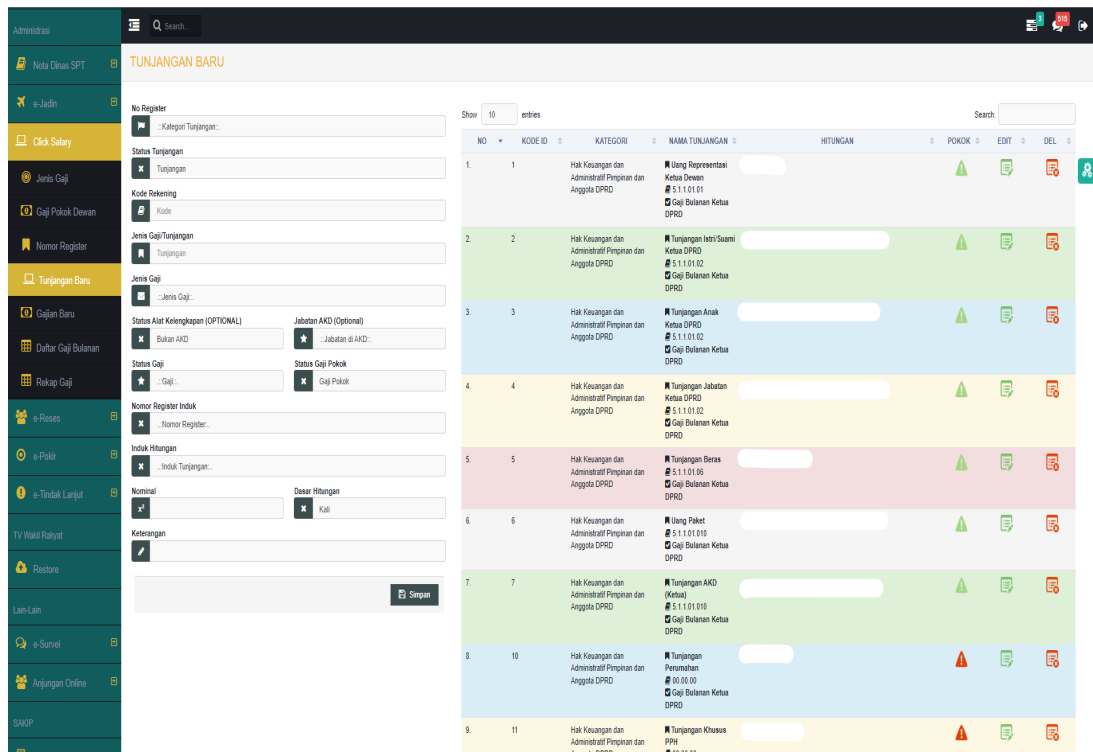 Administrasi
Search...
3
515
Nota Dinas SPT
TUNJANGAN BARU
e-Jadin
Click Salary
Jenis Gaji
Gaji Pokok Dewan
Nomor Register
Tunjangan Baru
Gajian Baru
Daftar Gaji Bulanan
Rekap Gaji
e-Reses
e-Pokir
e-Tindak Lanjut
TV Wakil Rakyat
Restore
Lain-Lain
e-Survei
Anjungan Online
SAKIP
No Register
.::Kategori Tunjangan::.
Status Tunjangan
Tunjangan
Kode Rekening
Kode
Jenis Gaji/Tunjangan
Tunjangan
Jenis Gaji
.::Jenis Gaji::.
Status Alat Kelengkapan (OPTIONAL) Jabatan AKD (Optional)
Bukan AKD .::Jabatan di AKD::.
Status Gaji Status Gaji Pokok
.::Gaji::. Gaji Pokok
Nomor Register Induk
.::Nomor Register::.
Induk Hitungan
.::Induk Tunjangan::.
Nominal Dasar Hitungan
x² Kali
Keterangan
Simpan
Show 10 entries Search:
NO KODE ID KATEGORI NAMA TUNJANGAN HITUNGAN POKOK EDIT DEL
1. 1 Hak Keuangan dan Uang Representasi
Administratif Pimpinan dan Ketua Dewan
Anggota DPRD 5.1.1.01.01
Gaji Bulanan Ketua
DPRD
2. 2 Hak Keuangan dan Tunjangan Istri/Suami
Administratif Pimpinan dan Ketua DPRD
Anggota DPRD 5.1.1.01.02
Gaji Bulanan Ketua
DPRD
3. 3 Hak Keuangan dan Tunjangan Anak
Administratif Pimpinan dan Ketua DPRD
Anggota DPRD 5.1.1.01.02
Gaji Bulanan Ketua
DPRD
4. 4 Hak Keuangan dan Tunjangan Jabatan
Administratif Pimpinan dan Ketua DPRD
Anggota DPRD 5.1.1.01.02
Gaji Bulanan Ketua
DPRD
5. 5 Hak Keuangan dan Tunjangan Beras
Administratif Pimpinan dan 5.1.1.01.06
Anggota DPRD Gaji Bulanan Ketua
DPRD
6. 6 Hak Keuangan dan Uang Paket
Administratif Pimpinan dan 5.1.1.01.010
Anggota DPRD Gaji Bulanan Ketua
DPRD
7. 7 Hak Keuangan dan Tunjangan AKD
Administratif Pimpinan dan (Ketua)
Anggota DPRD 5.1.1.01.010
Gaji Bulanan Ketua
DPRD
8. 10 Hak Keuangan dan Tunjangan
Administratif Pimpinan dan Perumahan
Anggota DPRD 00.00.00
Gaji Bulanan Ketua
DPRD
9. 11 Hak Keuangan dan Tunjangan Khusus
Administratif Pimpinan dan PPH